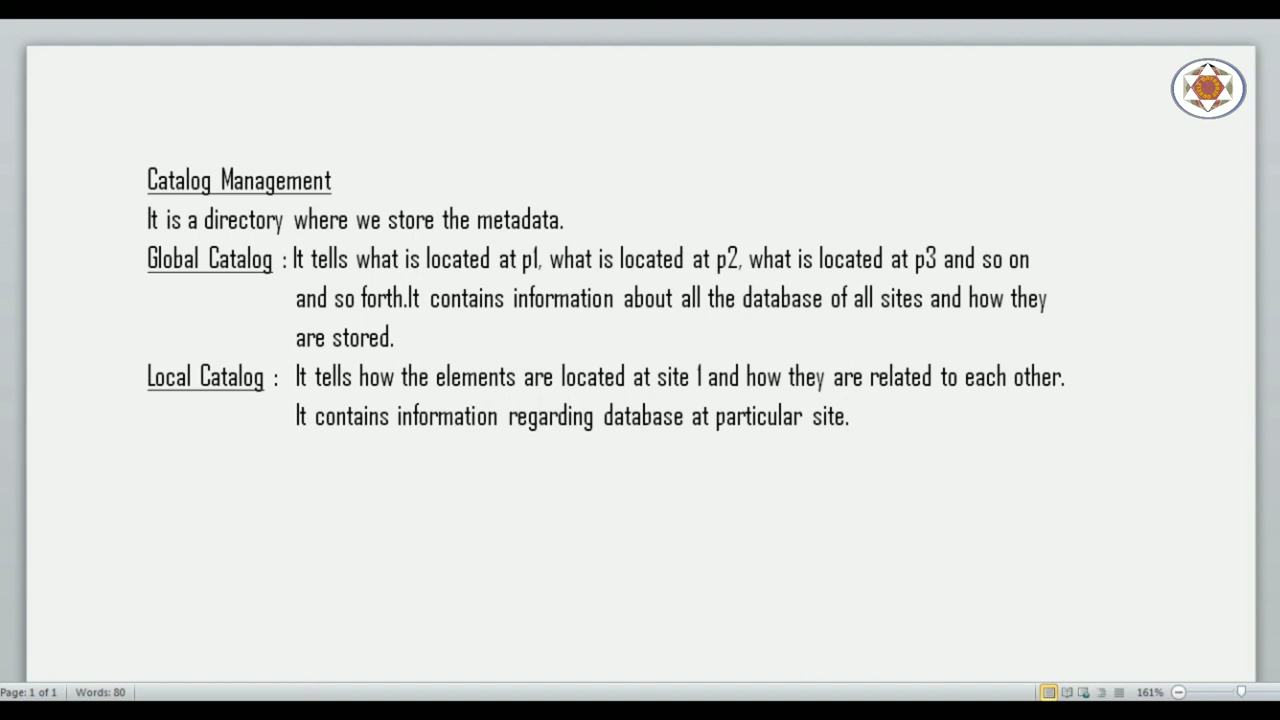 Catalog Management
It is a directory where we store the metadata.
Global Catalog : It tells what is located at p1, what is located at p2, what is located at p3 and so on
and so forth.It contains information about all the database of all sites and how they
are stored.
Local Catalog : It tells how the elements are located at site 1 and how they are related to each other.
It contains information regarding database at particular site.
Page: 1 of 1 Words: 80 161%